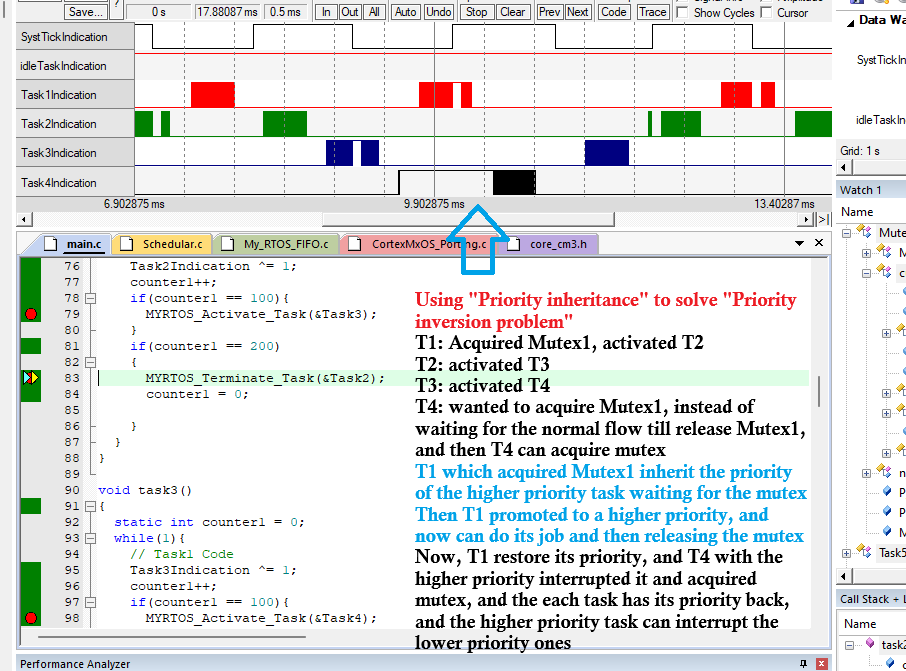 Save...
?
0 s
17.88087 ms
0.5 ms
In
Out
All
Auto
Undo
Stop
Clear
Prev
Next
Code
Trace
Show Cycles
Cursor
Data Wa
SystTickIndication
SystTickIn
idleTaskIndication
Task1Indication
Task2Indication
idleTaskIn
Task3Indication
Grid: 1 s
Task4Indication
Watch 1
6.902875 ms
9.902875 ms
13.40287 ms
Name
Mute
main.c
Schedular.c
My_RTOS_FIFO.c
CortexMxOS_Porting.c
core_cm3.h
76 Task2Indication ^= 1;
77 counter1++;
78 if(counter1 == 100){
79 MYRTOS_Activate_Task(&Task3);
80 }
81 if(counter1 == 200)
82 {
83 MYRTOS_Terminate_Task(&Task2);
84 counter1 = 0;
85
86 }
87 }
88 }
89
90 void task3()
91 {
92 static int counter1 = 0;
93 while(1){
94 // Task1 Code
95 Task3Indication ^= 1;
96 counter1++;
97 if(counter1 == 100){
98 MYRTOS_Activate_Task(&Task4);
Using "Priority inheritance" to solve "Priority
inversion problem"
T1: Acquired Mutex1, activated T2
T2: activated T3
T3: activated T4
T4: wanted to acquire Mutex1, instead of
waiting for the normal flow till release Mutex1,
and then T4 can acquire mutex
T1 which acquired Mutex1 inherit the priority
of the higher priority task waiting for the mutex
Then T1 promoted to a higher priority, and
now can do its job and then releasing the mutex
Now, T1 restore its priority, and T4 with the
higher priority interrupted it and acquired
mutex, and the each task has its priority back,
and the higher priority task can interrupt the
lower priority ones
M
c
n
P
P
M
Task5
Call Stack + L
Name
task2
Performance Analyzer